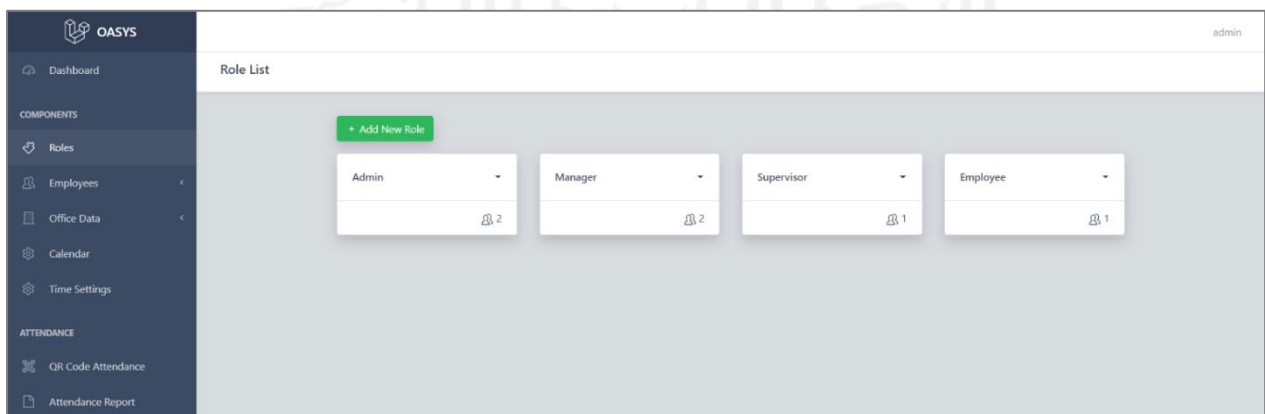 OASYS
admin
Dashboard
Role List
COMPONENTS
Roles
Employees
Office Data
Calendar
Time Settings
ATTENDANCE
QR Code Attendance
Attendance Report
+ Add New Role
Admin
2
Manager
2
Supervisor
1
Employee
1